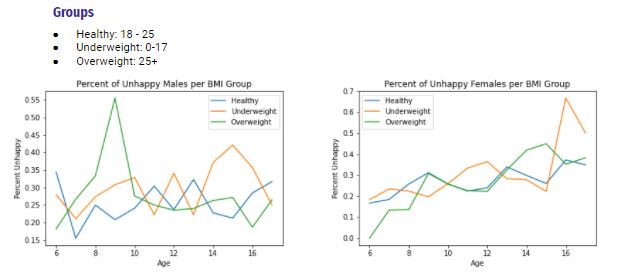 Groups
● Healthy: 18 - 25
● Underweight: 0-17
● Overweight: 25+
Percent of Unhappy Males per BMI Group
0.55
0.50
0.45
0.40
0.35
0.30
0.25
0.20
0.15
Percent Unhappy
Healthy
Underweight
Overweight
6 8 10 12 14 16
Age
Percent of Unhappy Females per BMI Group
0.7
0.6
0.5
0.4
0.3
0.2
0.1
0.0
Percent Unhappy
Healthy
Underweight
Overweight
6 8 10 12 14 16
Age